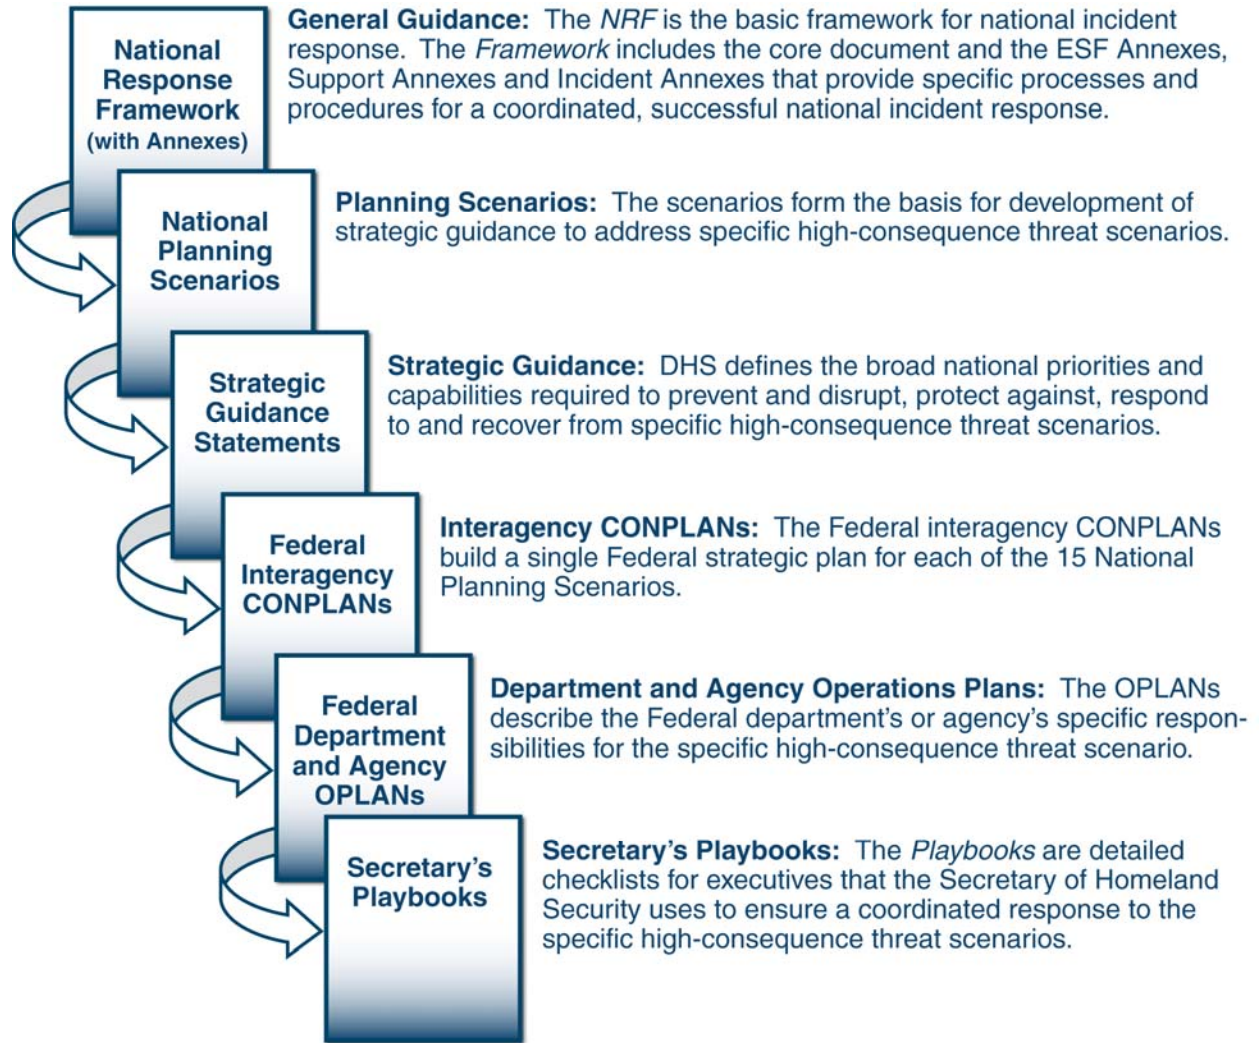 National
Response
Framework
(with Annexes)
General Guidance: The NRF is the basic framework for national incident
response. The Framework includes the core document and the ESF Annexes,
Support Annexes and Incident Annexes that provide specific processes and
procedures for a coordinated, successful national incident response.
National
Planning
Scenarios
Planning Scenarios: The scenarios form the basis for development of
strategic guidance to address specific high-consequence threat scenarios.
Strategic
Guidance
Statements
Strategic Guidance: DHS defines the broad national priorities and
capabilities required to prevent and disrupt, protect against, respond
to and recover from specific high-consequence threat scenarios.
Federal
Interagency
CONPLANs
Interagency CONPLANs: The Federal interagency CONPLANs
build a single Federal strategic plan for each of the 15 National
Planning Scenarios.
Federal
Department
and Agency
OPLANs
Department and Agency Operations Plans: The OPLANs
describe the Federal department's or agency's specific respon-
sibilities for the specific high-consequence threat scenario.
Secretary's
Playbooks
Secretary's Playbooks: The Playbooks are detailed
checklists for executives that the Secretary of Homeland
Security uses to ensure a coordinated response to the
specific high-consequence threat scenarios.